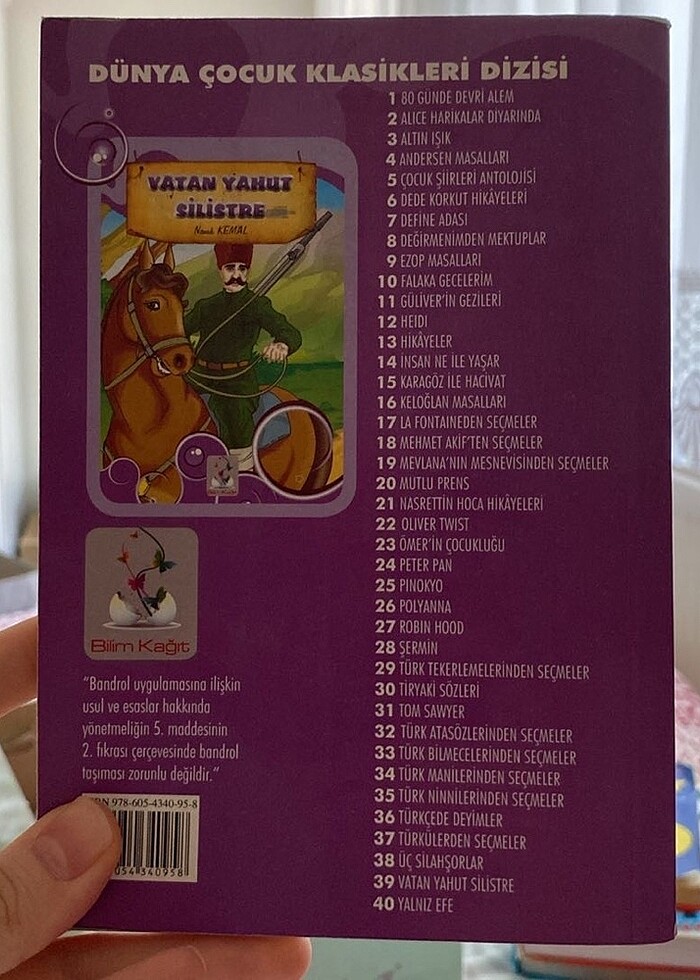 DÜNYA ÇOCUK KLASİKLERİ DİZİSİ
VATAN YAHUT
SİLİSTRE
Namık KEMAL
Bilim Kağıt
"Bandrol uygulamasına ilişkin
usul ve esaslar hakkında
yönetmeliğin 5. maddesinin
2. fıkrası çerçevesinde bandrol
taşıması zorunlu değildir."
978-605-4340-95-8
1 80 GÜNDE DEVRİ ALEM
2 ALICE HARİKALAR DİYARINDA
3 ALTIN IŞIK
4 ANDERSEN MASALLARI
5 ÇOCUK ŞİİRLERİ ANTOLOJİSİ
6 DEDE KORKUT HİKÂYELERİ
7 DEFİNE ADASI
8 DEĞİRMENİMDEN MEKTUPLAR
9 EZOP MASALLARI
10 FALAKA GECELERİM
11 GÜLİVER'İN GEZİLERİ
12 HEIDI
13 HİKÂYELER
14 İNSAN NE İLE YAŞAR
15 KARAGÖZ İLE HACİVAT
16 KELOĞLAN MASALLARI
17 LA FONTAINEDEN SEÇMELER
18 MEHMET AKİF'TEN SEÇMELER
19 MEVLANA'NIN MESNEVİSİNDEN SEÇMELER
20 MUTLU PRENS
21 NASRETTİN HOCA HİKÂYELERİ
22 OLIVER TWIST
23 ÖMER'İN ÇOCUKLUĞU
24 PETER PAN
25 PINOKYO
26 POLYANNA
27 ROBIN HOOD
28 ŞERMİN
29 TÜRK TEKERLEMELERİNDEN SEÇMELER
30 TİRYAKİ SÖZLERİ
31 TOM SAWYER
32 TÜRK ATASÖZLERİNDEN SEÇMELER
33 TÜRK BİLMECELERİNDEN SEÇMELER
34 TÜRK MANİLERİNDEN SEÇMELER
35 TÜRK NİNNİLERİNDEN SEÇMELER
36 TÜRKÇEDE DEYİMLER
37 TÜRKÜLERDEN SEÇMELER
38 ÜÇ SİLAHŞORLAR
39 VATAN YAHUT SİLİSTRE
40 YALNIZ EFE